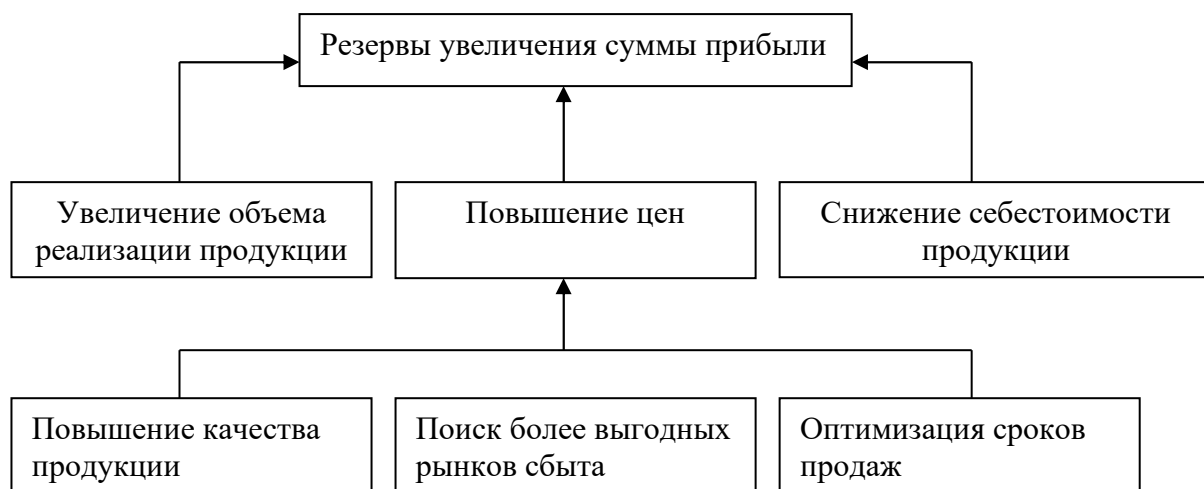 Резервы увеличения суммы прибыли
Увеличение объема
реализации продукции
Повышение цен
Снижение себестоимости
продукции
Повышение качества
продукции
Поиск более выгодных
рынков сбыта
Оптимизация сроков
продаж